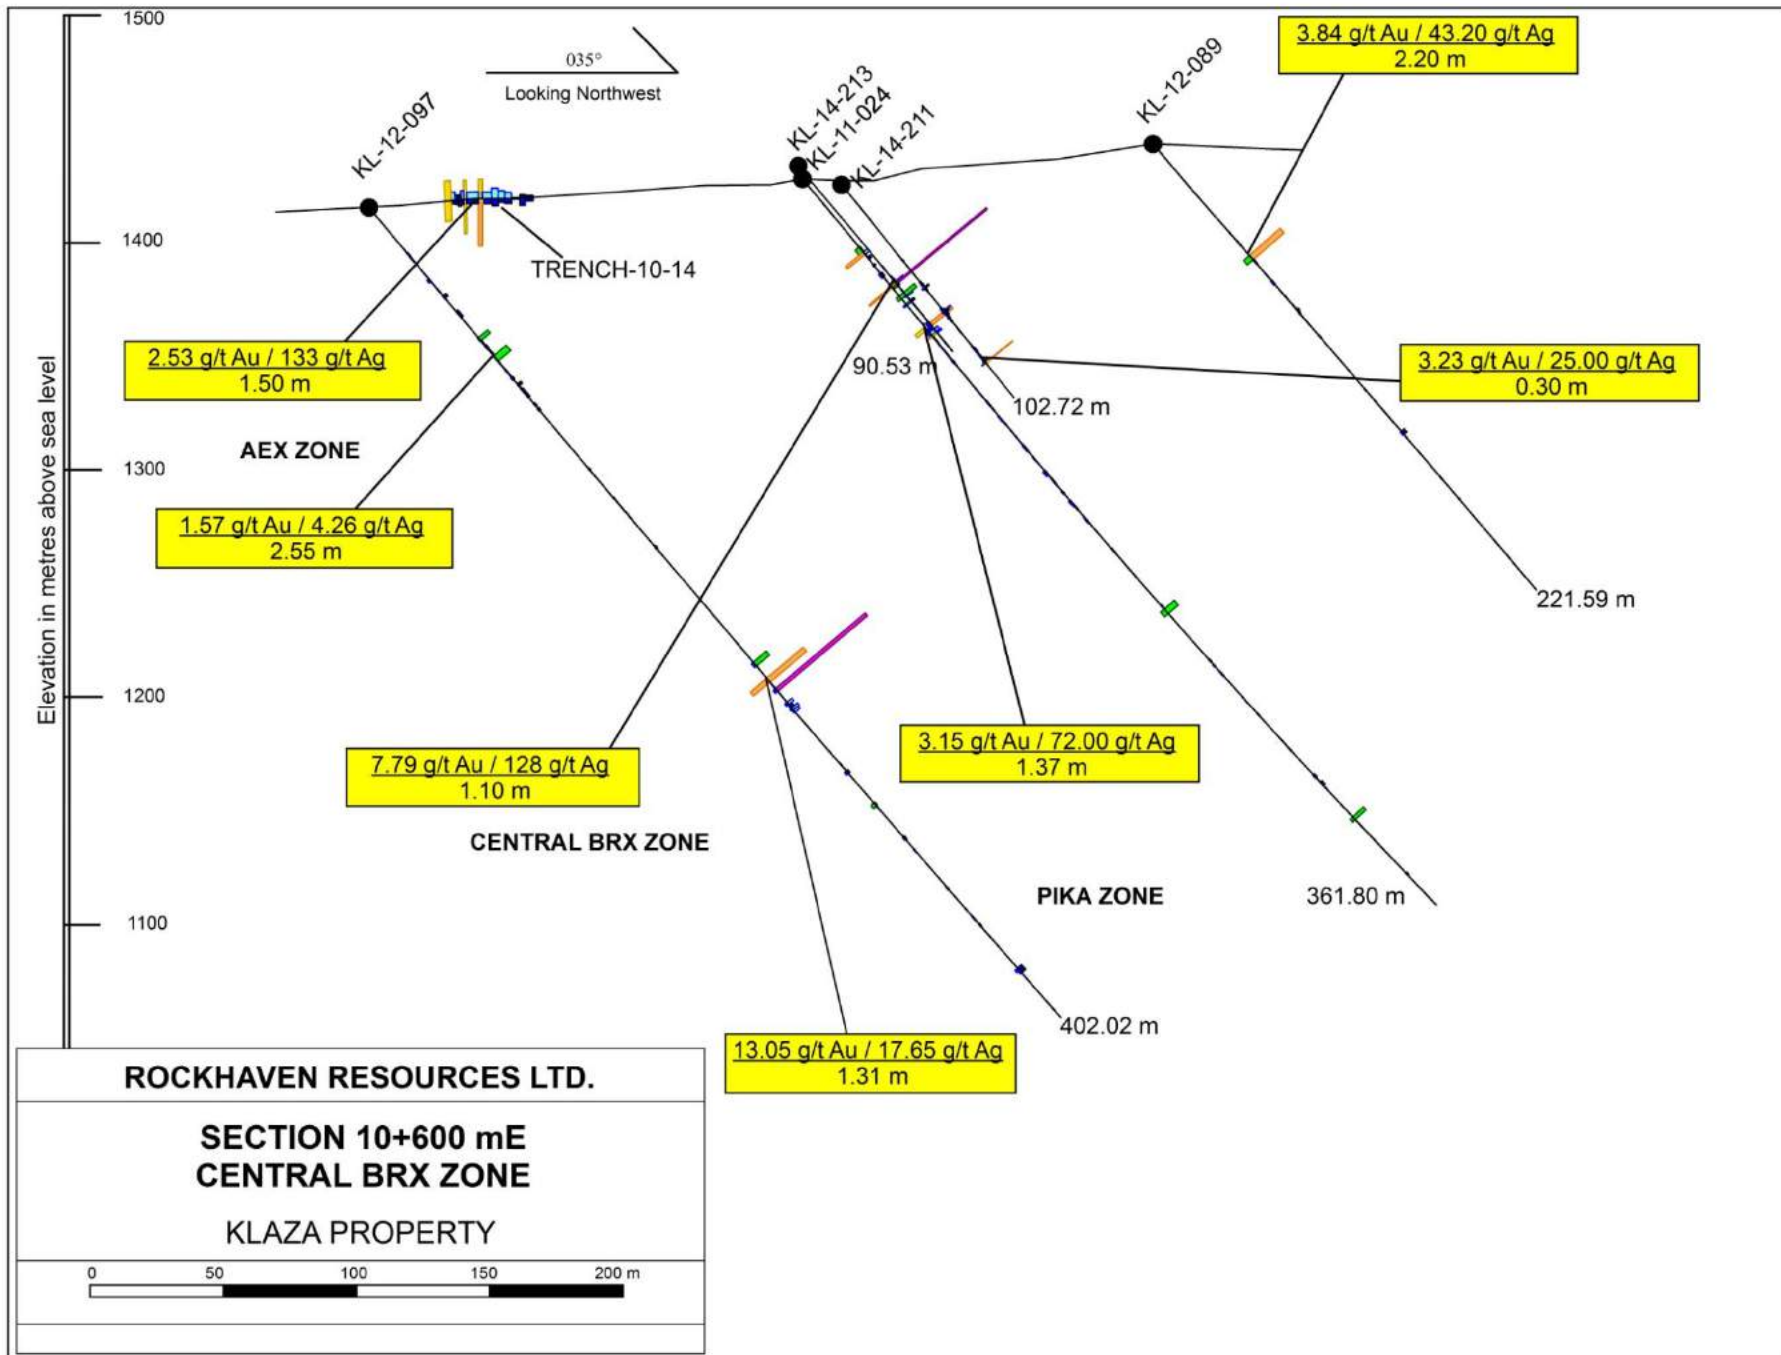 1500
1400
1300
1200
1100
Elevation in metres above sea level
035°
Looking Northwest
KL-12-097
KL-14-213
KL-11-024
KL-14-211
KL-12-089
3.84 g/t Au / 43.20 g/t Ag
2.20 m
TRENCH-10-14
2.53 g/t Au / 133 g/t Ag
1.50 m
90.53 m
3.23 g/t Au / 25.00 g/t Ag
0.30 m
102.72 m
AEX ZONE
1.57 g/t Au / 4.26 g/t Ag
2.55 m
221.59 m
3.15 g/t Au / 72.00 g/t Ag
1.37 m
7.79 g/t Au / 128 g/t Ag
1.10 m
CENTRAL BRX ZONE
PIKA ZONE
361.80 m
402.02 m
13.05 g/t Au / 17.65 g/t Ag
1.31 m
ROCKHAVEN RESOURCES LTD.
SECTION 10+600 mE
CENTRAL BRX ZONE
KLAZA PROPERTY
0 50 100 150 200 m